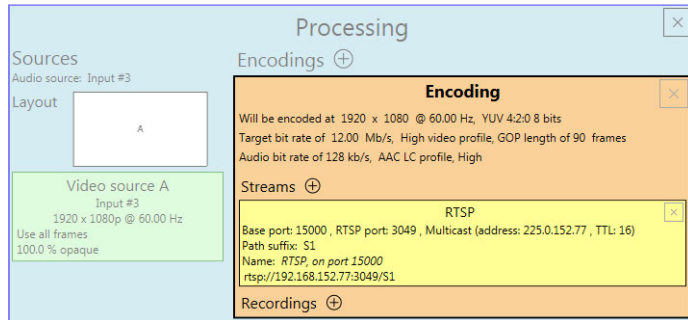 Processing
Sources
Audio source: Input #3
Layout
A
Video source A
Input #3
1920 x 1080p @ 60.00 Hz
Use all frames
100.0 % opaque
Encodings
Encoding
Will be encoded at 1920 x 1080 @ 60.00 Hz, YUV 4:2:0 8 bits
Target bit rate of 12.00 Mb/s, High video profile, GOP length of 90 frames
Audio bit rate of 128 kb/s, AAC LC profile, High
Streams
RTSP
Base port: 15000 , RTSP port: 3049 , Multicast (address: 225.0.152.77 , TTL: 16)
Path suffix: S1
Name: RTSP, on port 15000
rtsp://192.168.152.77:3049/S1
Recordings